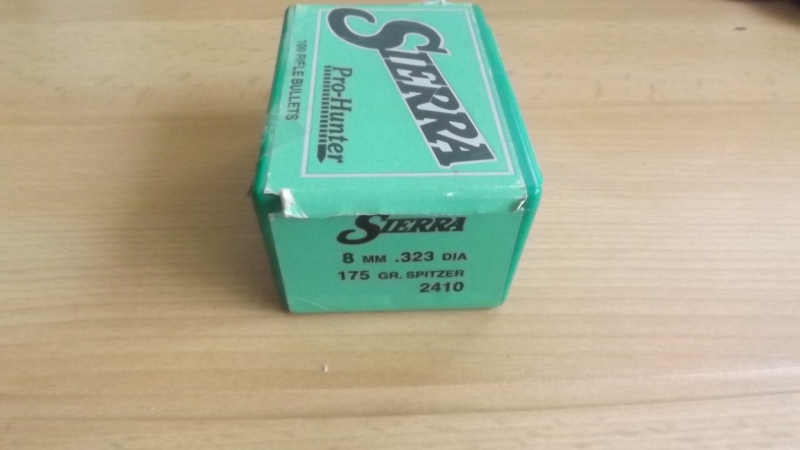 SIERRA
Pro-Hunter
100 RIFLE BULLETS
SIERRA
8 MM .323 DIA
175 GR. SPITZER
2410